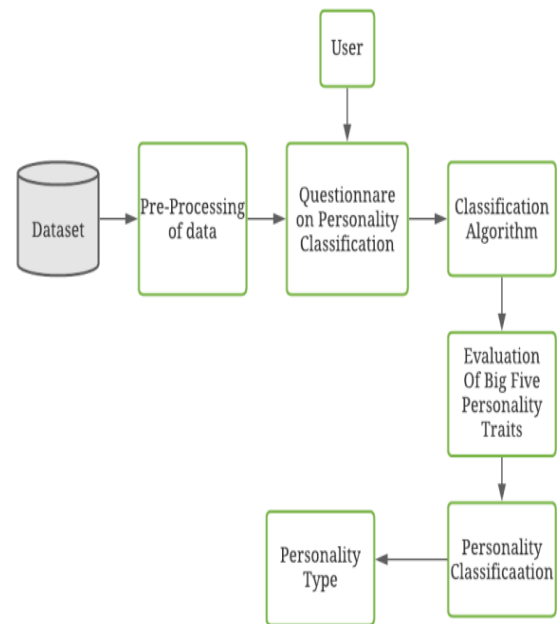 User
Dataset
Pre-Processing
of data
Questionnare
on Personality
Classification
Classification
Algorithm
Evaluation
Of Big Five
Personality
Traits
Personality
Classificaation
Personality
Type